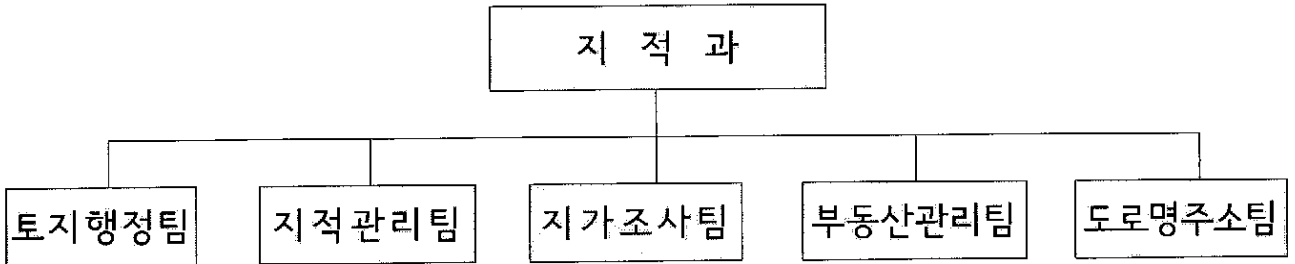 지 적 과
토지행정팀
지적관리팀
지가조사팀
부동산관리팀
도로명주소팀